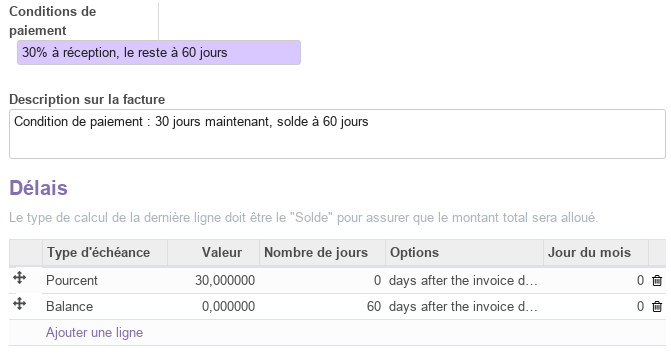 Conditions de
paiement
30% à réception, le reste à 60 jours
Description sur la facture
Condition de paiement : 30 jours maintenant, solde à 60 jours
Délais
Le type de calcul de la dernière ligne doit être le "Solde" pour assurer que le montant total sera alloué.
Type d'échéance Valeur Nombre de jours Options Jour du mois
Pourcent 30,000000 0 days after the invoice d... 0
Balance 0,000000 60 days after the invoice d... 0
Ajouter une ligne